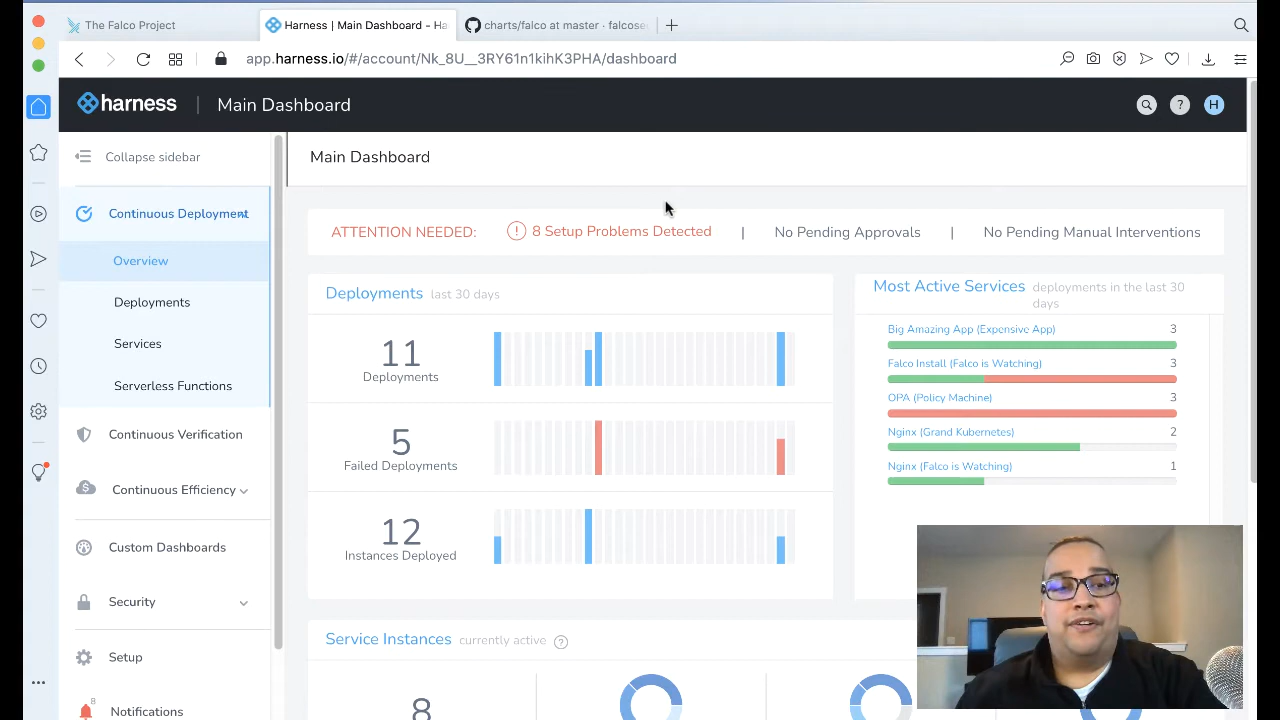 The Falco Project
Harness | Main Dashboard - Ha
charts/falco at master · falcosec
app.harness.io/#/account/Nk_8U__3RY61n1kihK3PHA/dashboard
harness | Main Dashboard
? H
Collapse sidebar
Main Dashboard
Continuous Deployment
Overview
Deployments
Services
Serverless Functions
Continuous Verification
Continuous Efficiency
Custom Dashboards
Security
Setup
8
Notifications
ATTENTION NEEDED: ! 8 Setup Problems Detected | No Pending Approvals | No Pending Manual Interventions
Deployments last 30 days
11
Deployments
5
Failed Deployments
12
Instances Deployed
Most Active Services deployments in the last 30
days
Big Amazing App (Expensive App) 3
Falco Install (Falco is Watching) 3
OPA (Policy Machine) 3
Nginx (Grand Kubernetes) 2
Nginx (Falco is Watching) 1
Service Instances currently active ?
8